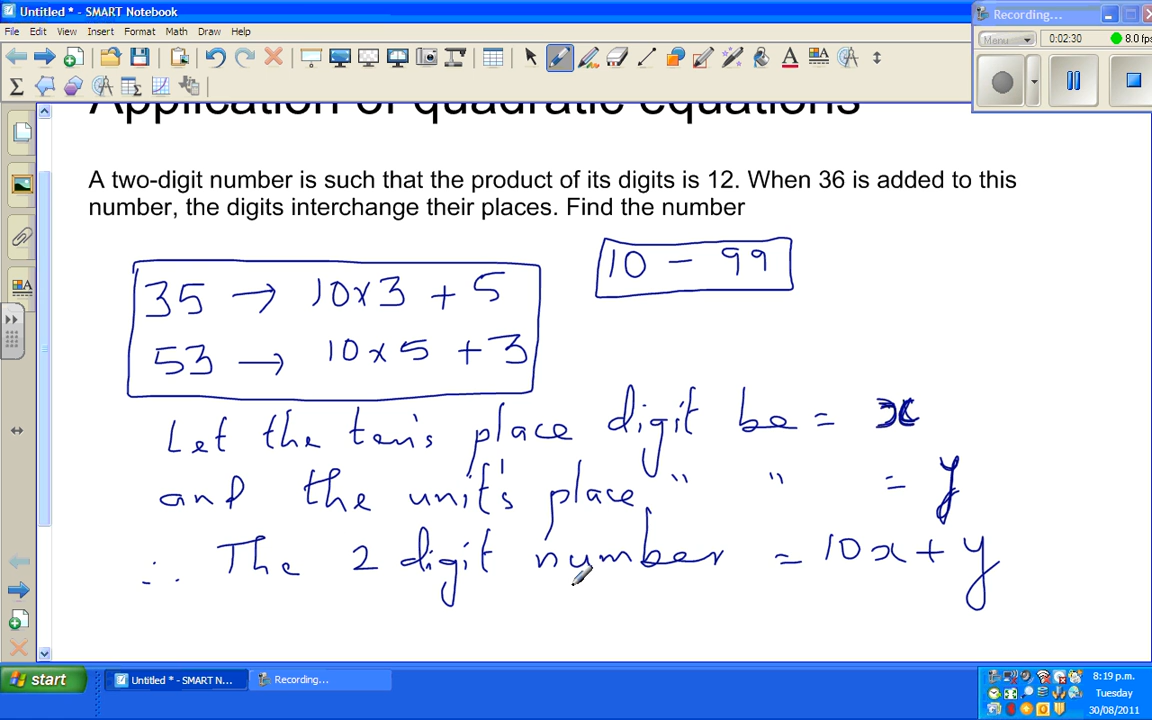 Untitled * - SMART Notebook
Recording...
File Edit View Insert Format Math Draw Help
Menu
0:02:30
8.0 fps
Application of quadratic equations
A two-digit number is such that the product of its digits is 12. When 36 is added to this
number, the digits interchange their places. Find the number
10 - 99
35 → 10x3 + 5
53 → 10x5 + 3
Let the ten's place digit be = x
and the unit's place " " = y
∴ The 2 digit number = 10x + y
start
Untitled * - SMART N...
Recording...
8:19 p.m.
Tuesday
30/08/2011